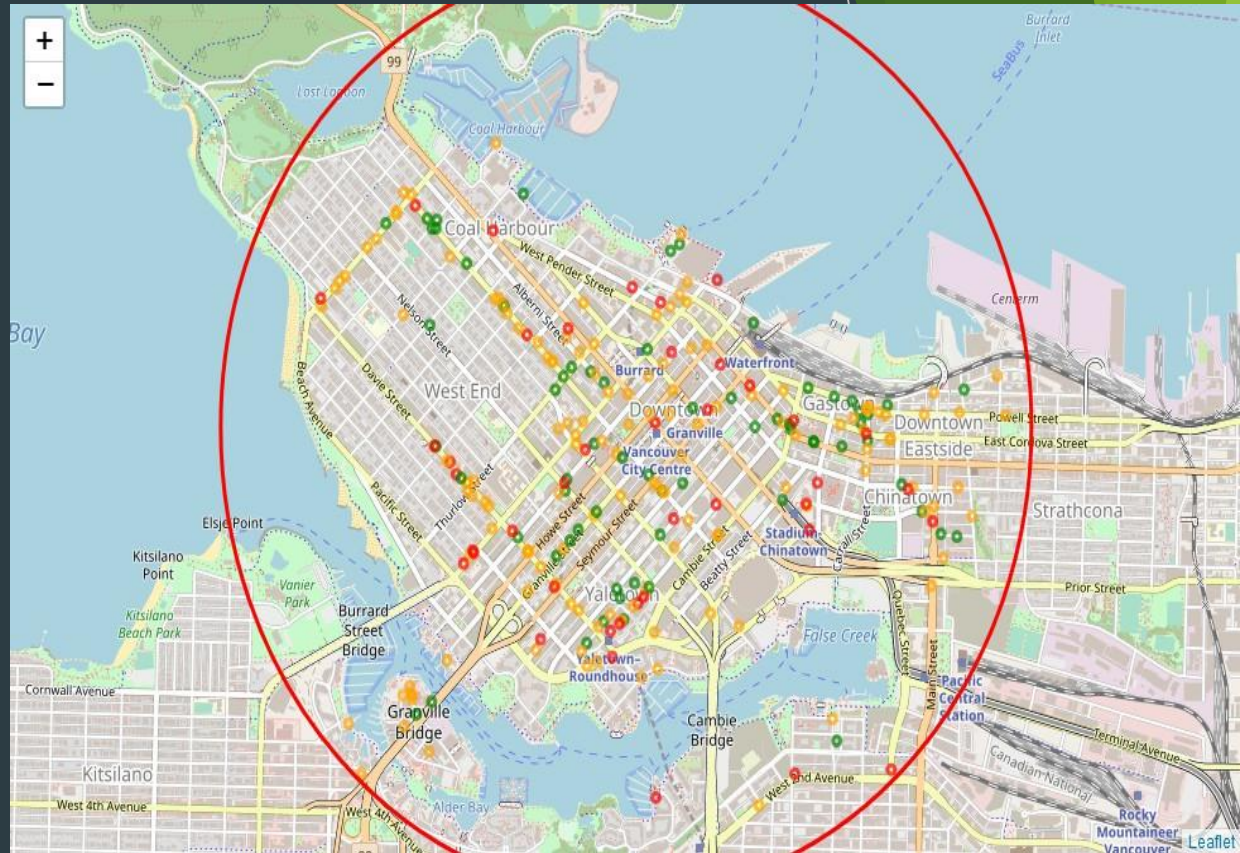 +
−
99
Lost Lagoon
Coal Harbour
Burrard
Inlet
SeaBus
Coal Harbour
West Pender Street
Alberni Street
Nelson Street
Centerm
Bay
Burrard
Waterfront
Davie Street
West End
Beach Avenue
Downtown
Gastown
Granville
Vancouver
City Centre
Downtown
Eastside
Powell Street
East Cordova Street
Chinatown
Strathcona
Pacific Street
Thurlow Street
Howe Street
Seymour Street
Granville
Cambie Street
Beatty Street
Stadium-
Chinatown
Carrall Street
Elsje Point
Kitsilano
Point
Vanier
Park
Kitsilano
Beach Park
Burrard
Street
Bridge
Yaletown
Prior Street
Quebec Street
Main Street
False Creek
Yaletown-
Roundhouse
Cornwall Avenue
Granville
Bridge
Cambie
Bridge
Pacific
Central
Station
Terminal Avenue
Canadian National
Kitsilano
West 4th Avenue
West 4th Avenue
Alder Bay
West 2nd Avenue
Rocky
Mountaineer
Vancouver
Leaflet